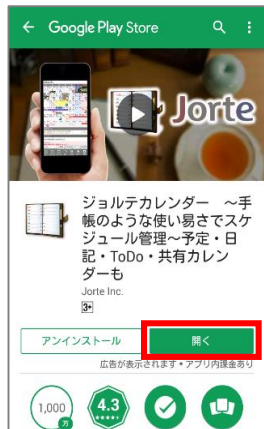 Google Play Store
Jorte
ジョルテカレンダー ～手
帳のような使い易さでスケ
ジュール管理～予定・日
記・ToDo・共有カレン
ダーも
Jorte Inc.
3+
アンインストール
開く
広告が表示されます • アプリ内課金あり
1,000
万
4.3